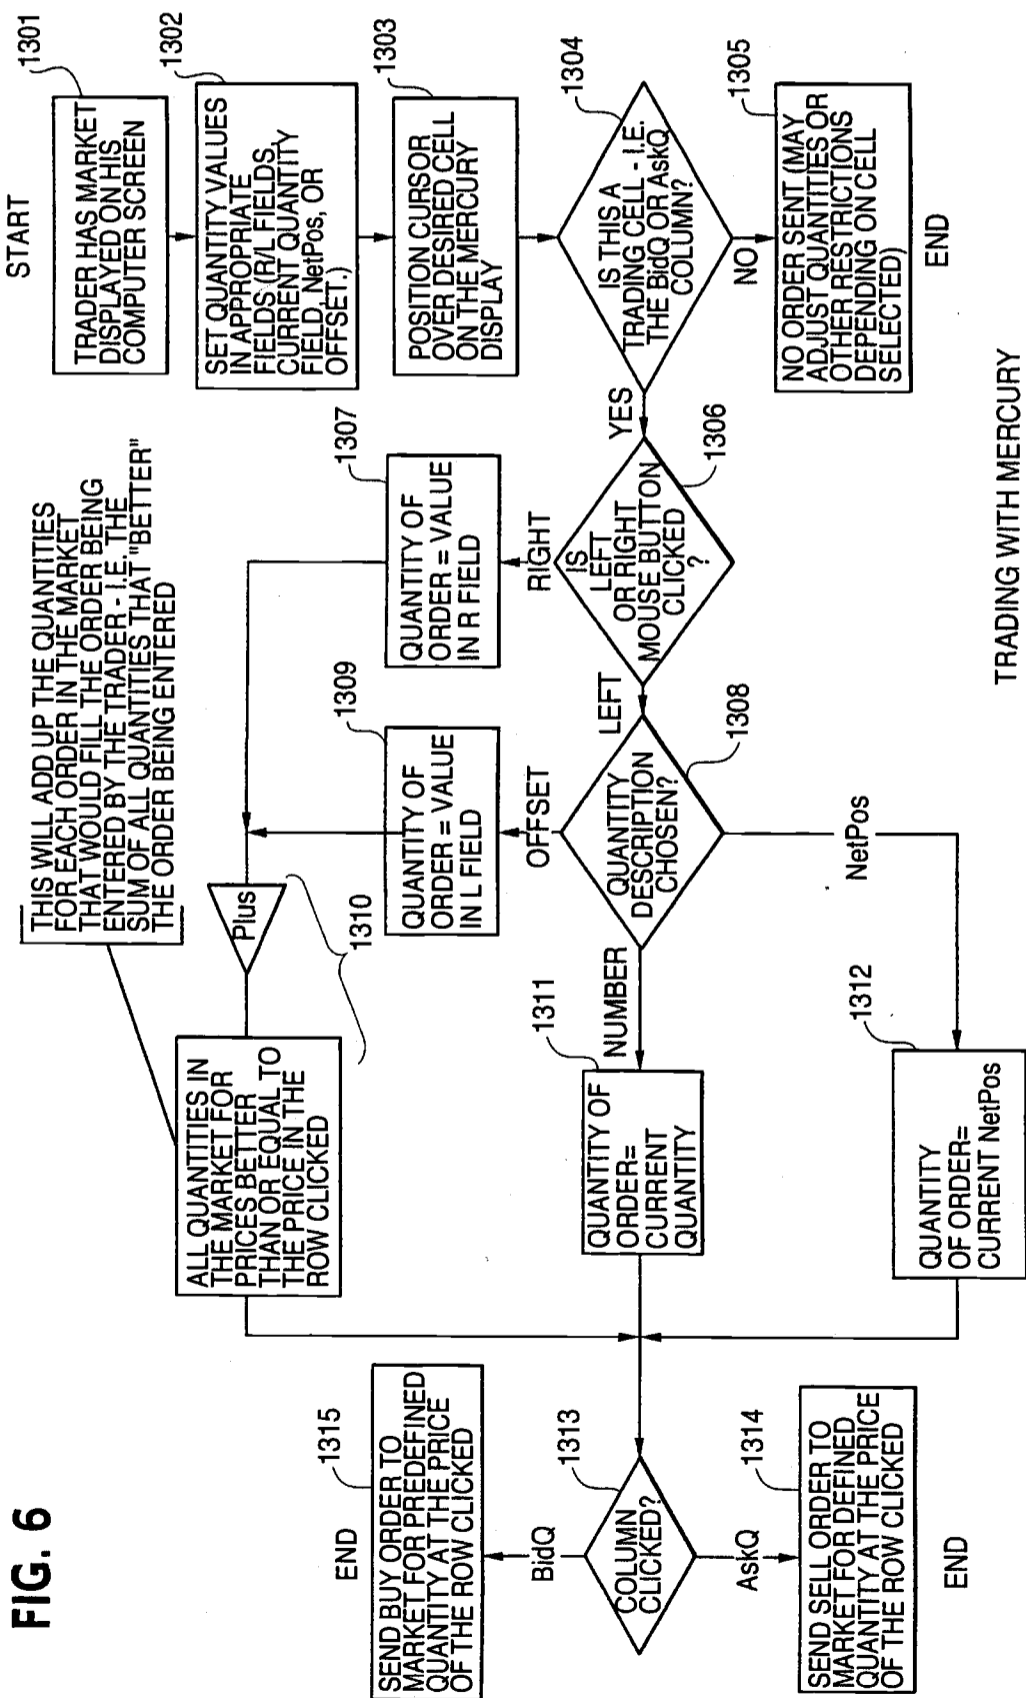 START
1301
TRADER HAS MARKET
DISPLAYED ON HIS
COMPUTER SCREEN
1302
SET QUANTITY VALUES
IN APPROPRIATE
FIELDS (R/L FIELDS,
CURRENT QUANTITY
FIELD, NetPos, OR
OFFSET.)
1303
POSITION CURSOR
OVER DESIRED CELL
ON THE MERCURY
DISPLAY
1304
IS THIS A
TRADING CELL - I.E.
THE BidQ OR AskQ
COLUMN?
NO
1305
NO ORDER SENT (MAY
ADJUST QUANTITIES OR
OTHER RESTRICTIONS
DEPENDING ON CELL
SELECTED)
END
YES
1306
IS
LEFT
OR RIGHT
MOUSE BUTTON
CLICKED
?
RIGHT
1307
QUANTITY OF
ORDER = VALUE
IN R FIELD
LEFT
1308
QUANTITY
DESCRIPTION
CHOSEN?
OFFSET
1309
QUANTITY OF
ORDER = VALUE
IN L FIELD
Plus
1310
ALL QUANTITIES IN
THE MARKET FOR
PRICES BETTER
THAN OR EQUAL TO
THE PRICE IN THE
ROW CLICKED
THIS WILL ADD UP THE QUANTITIES
FOR EACH ORDER IN THE MARKET
THAT WOULD FILL THE ORDER BEING
ENTERED BY THE TRADER - I.E. THE
SUM OF ALL QUANTITIES THAT "BETTER"
THE ORDER BEING ENTERED
NUMBER
1311
QUANTITY OF
ORDER=
CURRENT
QUANTITY
NetPos
1312
QUANTITY
OF ORDER=
CURRENT NetPos
1313
COLUMN
CLICKED?
BidQ
1315
SEND BUY ORDER TO
MARKET FOR PREDEFINED
QUANTITY AT THE PRICE
OF THE ROW CLICKED
END
AskQ
1314
SEND SELL ORDER TO
MARKET FOR DEFINED
QUANTITY AT THE PRICE
OF THE ROW CLICKED
END
TRADING WITH MERCURY
FIG. 6